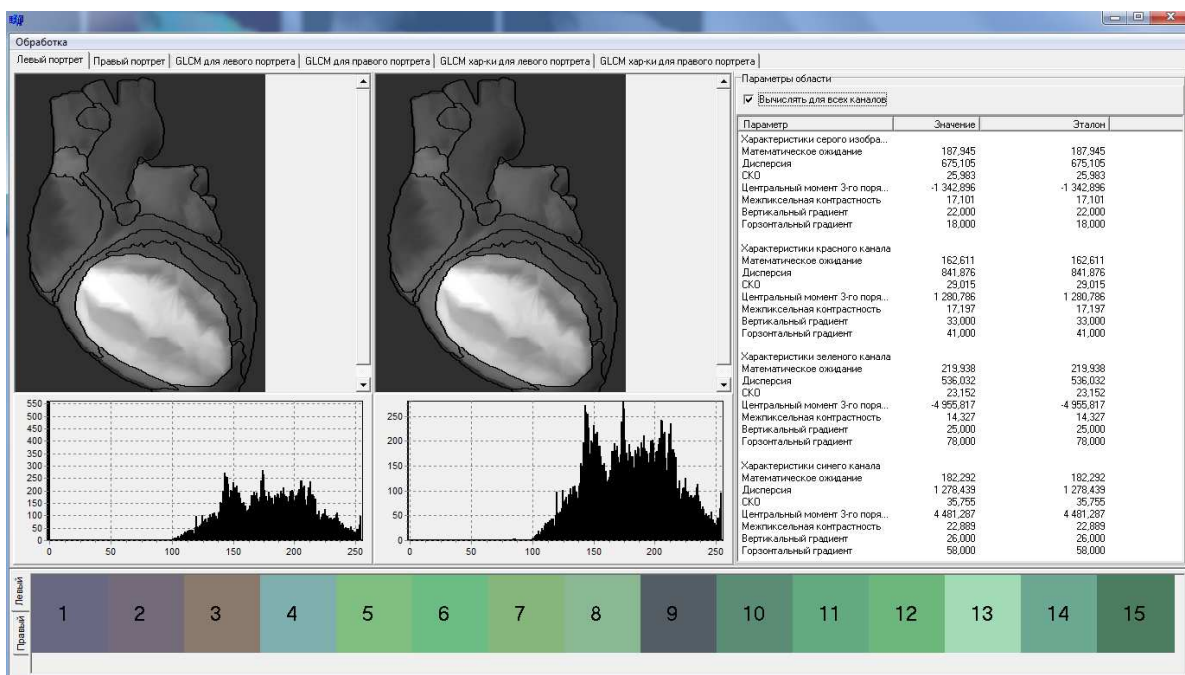 Обработка
Левый портрет Правый портрет GLCM для левого портрета GLCM для правого портрета GLCM хар-ки для левого портрета GLCM хар-ки для правого портрета
Параметры области
Вычислять для всех каналов
Параметр Значение Эталон
Характеристики серого изобра...
Математическое ожидание 187,945 187,945
Дисперсия 675,105 675,105
СКО 25,983 25,983
Центральный момент 3-го поря... -1 342,896 -1 342,896
Межпиксельная контрастность 17,101 17,101
Вертикальный градиент 22,000 22,000
Горзонтальный градиент 18,000 18,000
Характеристики красного канала
Математическое ожидание 162,611 162,611
Дисперсия 841,876 841,876
СКО 29,015 29,015
Центральный момент 3-го поря... 1 280,786 1 280,786
Межпиксельная контрастность 17,197 17,197
Вертикальный градиент 33,000 33,000
Горзонтальный градиент 41,000 41,000
Характеристики зеленого канала
Математическое ожидание 219,938 219,938
Дисперсия 536,032 536,032
СКО 23,152 23,152
Центральный момент 3-го поря... -4 955,817 -4 955,817
Межпиксельная контрастность 14,327 14,327
Вертикальный градиент 25,000 25,000
Горзонтальный градиент 78,000 78,000
Характеристики синего канала
Математическое ожидание 182,292 182,292
Дисперсия 1 278,439 1 278,439
СКО 35,755 35,755
Центральный момент 3-го поря... 4 481,287 4 481,287
Межпиксельная контрастность 22,889 22,889
Вертикальный градиент 26,000 26,000
Горзонтальный градиент 58,000 58,000
550
500
450
400
350
300
250
200
150
100
50
0
0 50 100 150 200 250
250
200
150
100
50
0
0 50 100 150 200 250
Левый
Правый
1 2 3 4 5 6 7 8 9 10 11 12 13 14 15